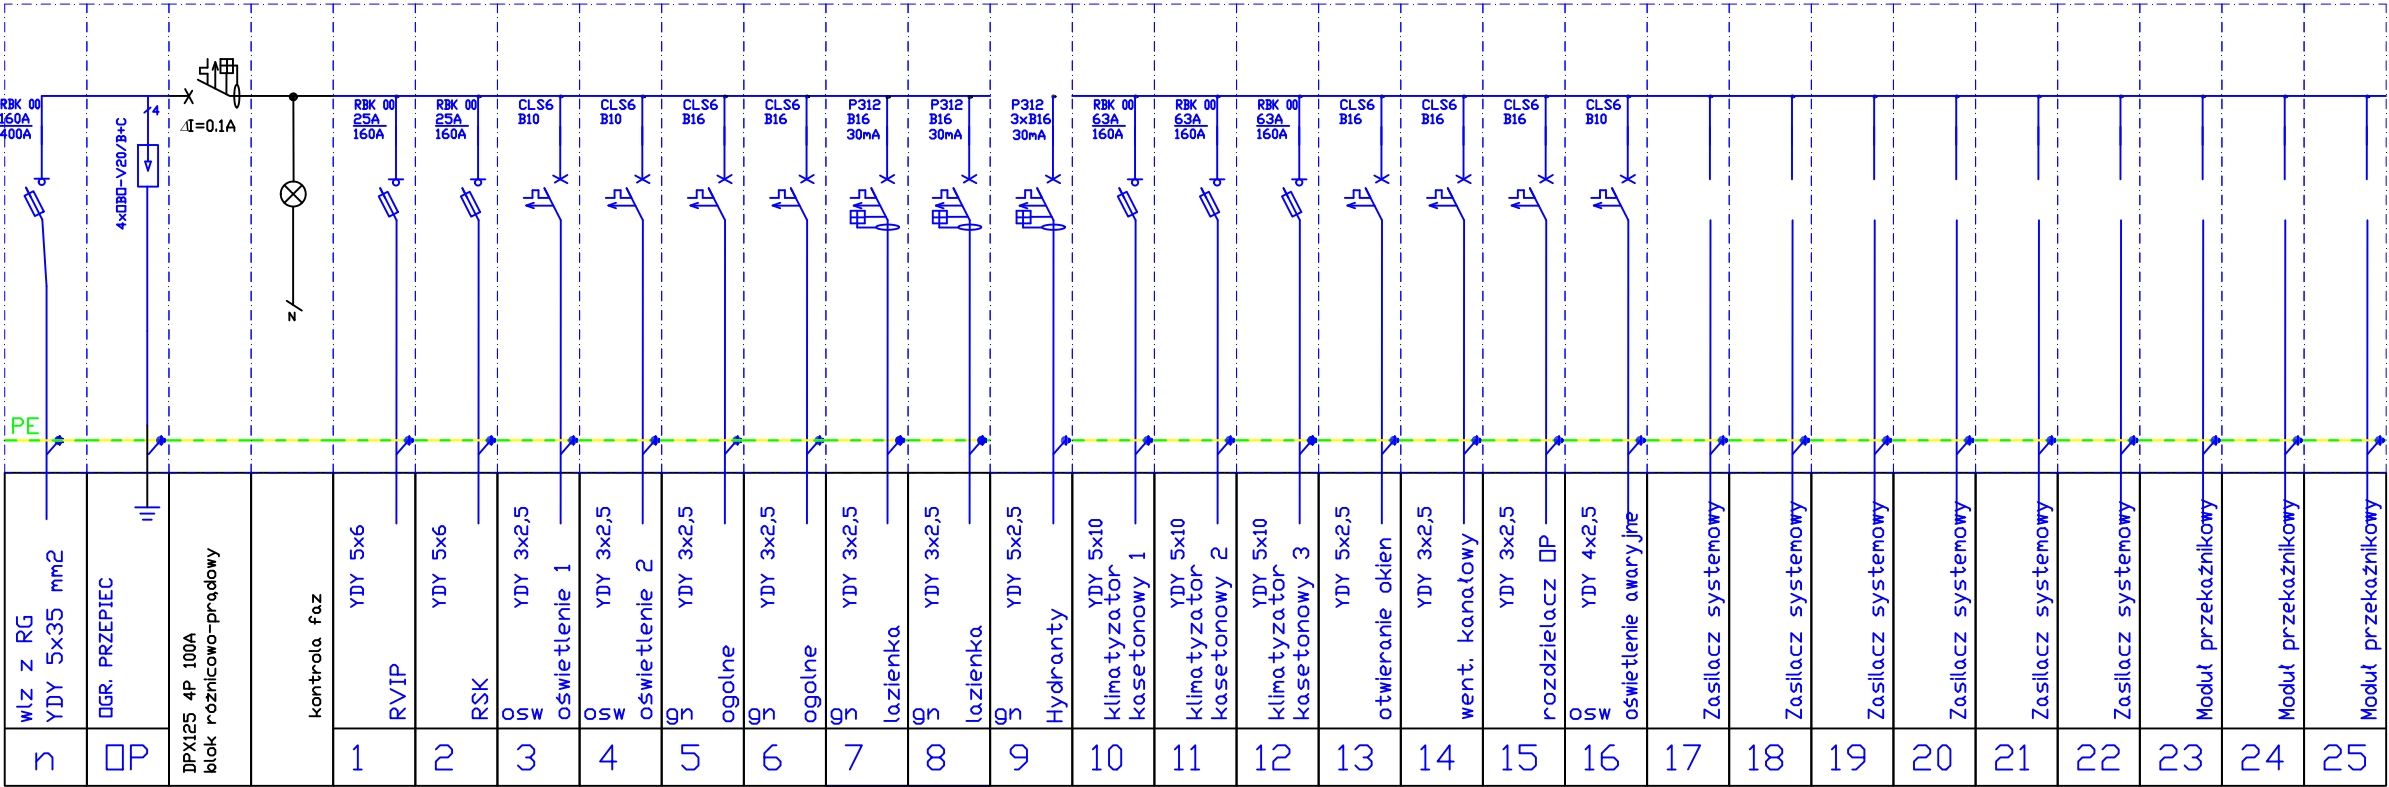 RBK 00
160A
400A
4
4xOBO-V20/B+C
ΔI=0.1A
N
RBK 00
25A
160A
RBK 00
25A
160A
CLS6
B10
CLS6
B10
CLS6
B16
CLS6
B16
P312
B16
30mA
P312
B16
30mA
P312
3xB16
30mA
RBK 00
63A
160A
RBK 00
63A
160A
RBK 00
63A
160A
CLS6
B16
CLS6
B16
CLS6
B16
CLS6
B10
PE
wlz z RG
YDY 5x35 mm2
OGR. PRZEPIEC
DPX125 4P 100A
blok różnicowo-prądowy
kontrola faz
YDY 5x6
RVIP
YDY 5x6
RSK
YDY 3x2,5
osw
oświetlenie 1
YDY 3x2,5
osw
oświetlenie 2
YDY 3x2,5
gn
ogolne
YDY 3x2,5
gn
ogolne
YDY 3x2,5
gn
lazienka
YDY 3x2,5
gn
lazienka
YDY 5x2,5
gn
Hydranty
YDY 5x10
klimatyzator
kasetonowy 1
YDY 5x10
klimatyzator
kasetonowy 2
YDY 5x10
klimatyzator
kasetonowy 3
YDY 5x2,5
otwieranie okien
YDY 3x2,5
went. kanałowy
YDY 3x2,5
rozdzielacz OP
YDY 4x2,5
osw
oświetlenie awaryjne
Zasilacz systemowy
Zasilacz systemowy
Zasilacz systemowy
Zasilacz systemowy
Zasilacz systemowy
Zasilacz systemowy
Moduł przekaźnikowy
Moduł przekaźnikowy
Moduł przekaźnikowy
n
OP
1
2
3
4
5
6
7
8
9
10
11
12
13
14
15
16
17
18
19
20
21
22
23
24
25